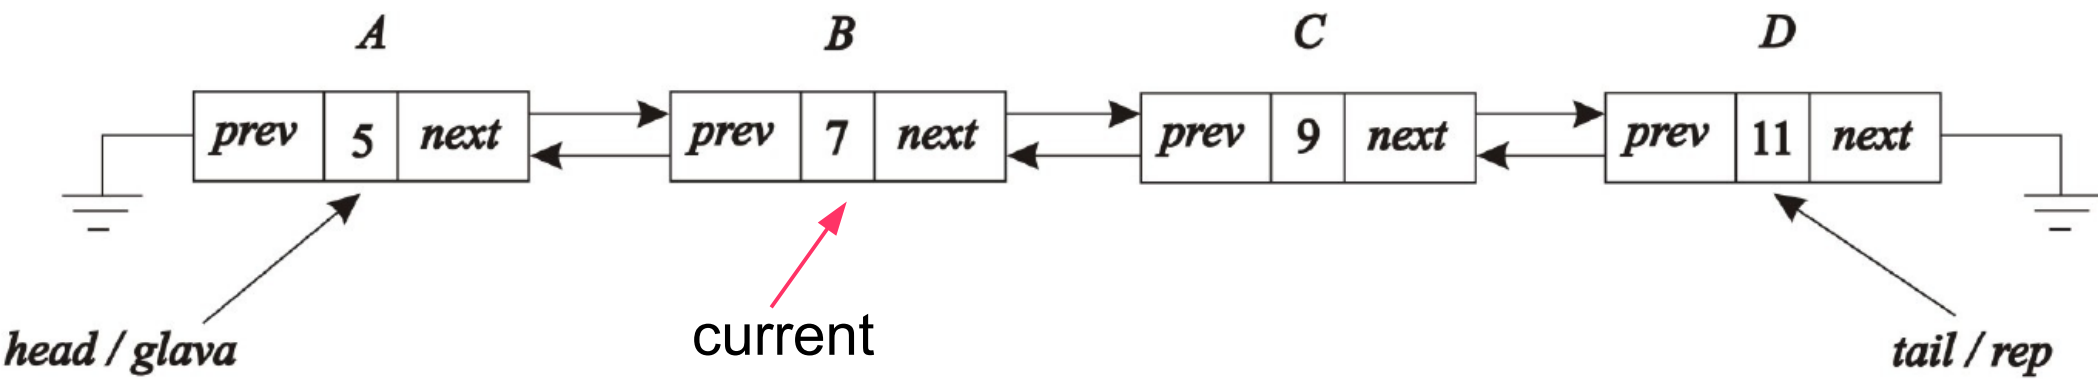 A B C D
prev 5 next prev 7 next prev 9 next prev 11 next
head / glava current tail / rep